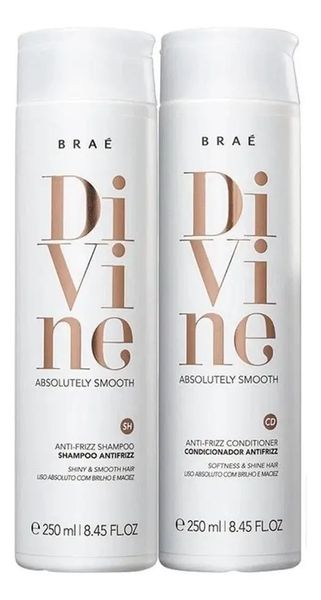 BRAÉ
Di
Vi
ne
ABSOLUTELY SMOOTH
SH
ANTI-FRIZZ SHAMPOO
SHAMPOO ANTIFRIZZ
SHINY & SMOOTH HAIR
LISO ABSOLUTO COM BRILHO E MACIEZ
℮ 250 ml | 8.45 FL.OZ
BRAÉ
Di
Vi
ne
ABSOLUTELY SMOOTH
CD
ANTI-FRIZZ CONDITIONER
CONDICIONADOR ANTIFRIZZ
SOFTNESS & SHINE HAIR
LISO ABSOLUTO COM BRILHO E MACIEZ
℮ 250 ml | 8.45 FL.OZ